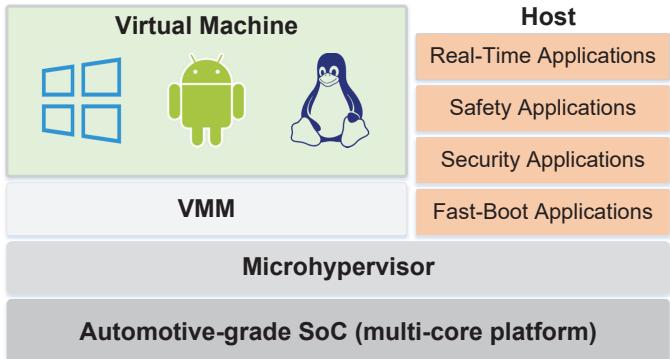 Virtual Machine
Host
Real-Time Applications
Safety Applications
Security Applications
Fast-Boot Applications
VMM
Microhypervisor
Automotive-grade SoC (multi-core platform)